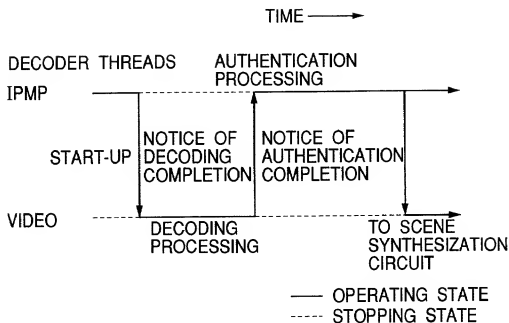 TIME
DECODER THREADS
AUTHENTICATION
PROCESSING
IPMP
START-UP
NOTICE OF
DECODING
COMPLETION
NOTICE OF
AUTHENTICATION
COMPLETION
VIDEO
DECODING
PROCESSING
TO SCENE
SYNTHESIZATION
CIRCUIT
OPERATING STATE
STOPPING STATE